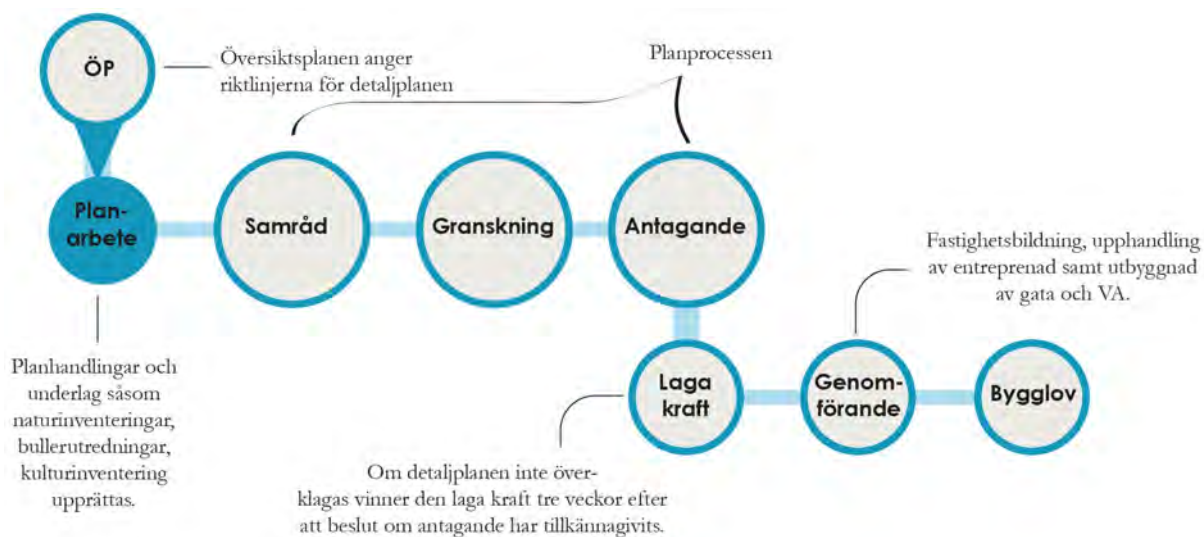 ÖP
Översiktsplanen anger
riktlinjerna för detaljplanen
Planprocessen
Plan-
arbete
Samråd
Granskning
Antagande
Planhandlingar och
underlag såsom
naturinventeringar,
bullerutredningar,
kulturinventering
upprättas.
Fastighetsbildning, upphandling
av entreprenad samt utbyggnad
av gata och VA.
Laga
kraft
Genom-
förande
Bygglov
Om detaljplanen inte över-
klagas vinner den laga kraft tre veckor efter
att beslut om antagande har tillkännagivits.